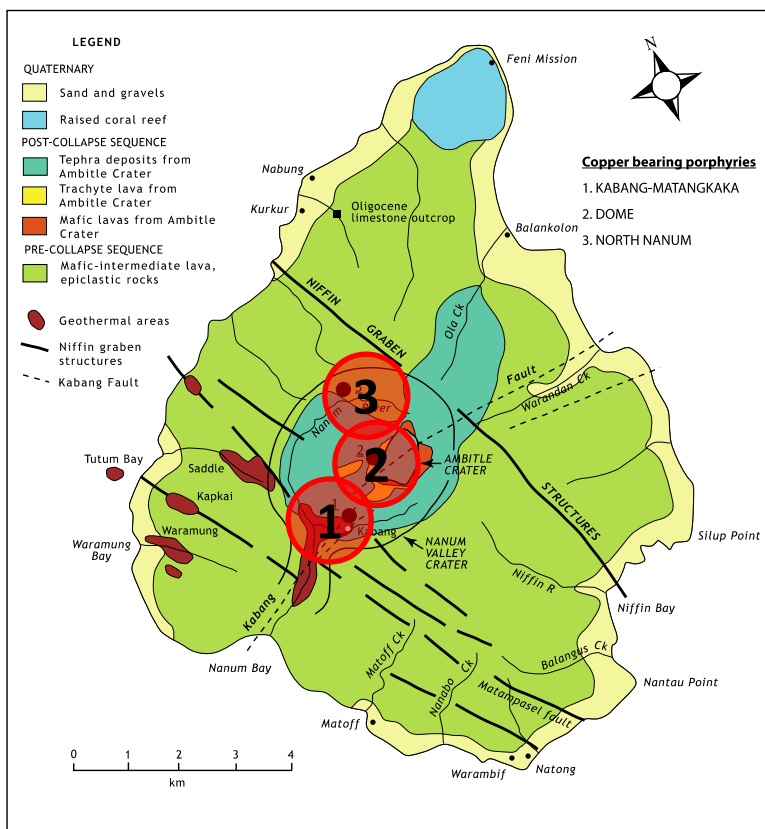 LEGEND
QUATERNARY
Sand and gravels
Raised coral reef
POST-COLLAPSE SEQUENCE
Tephra deposits from
Ambitle Crater
Trachyte lava from
Ambitle Crater
Mafic lavas from Ambitle
Crater
PRE-COLLAPSE SEQUENCE
Mafic-intermediate lava,
epiclastic rocks
Geothermal areas
Niffin graben
structures
Kabang Fault
N
Copper bearing porphyries
1. KABANG-MATANGKAKA
2. DOME
3. NORTH NANUM
Feni Mission
Nabung
Kurkur
Oligocene
limestone outcrop
Balankolon
NIFFIN
GRABEN
Ola Ck
Fault
Warandan Ck
3
Nanum River
2
2
AMBITLE
CRATER
STRUCTURES
Tutum Bay
Saddle
Kapkai
Waramung
Waramung
Bay
1
1
Kabang
NANUM
VALLEY
CRATER
Silup Point
Niffin R
Niffin Bay
Kabang
Nanum Bay
Matoff Ck
Nanabo Ck
Balangus Ck
Nantau Point
Matampasel fault
Matoff
Warambif
Natong
0 1 2 3 4
km